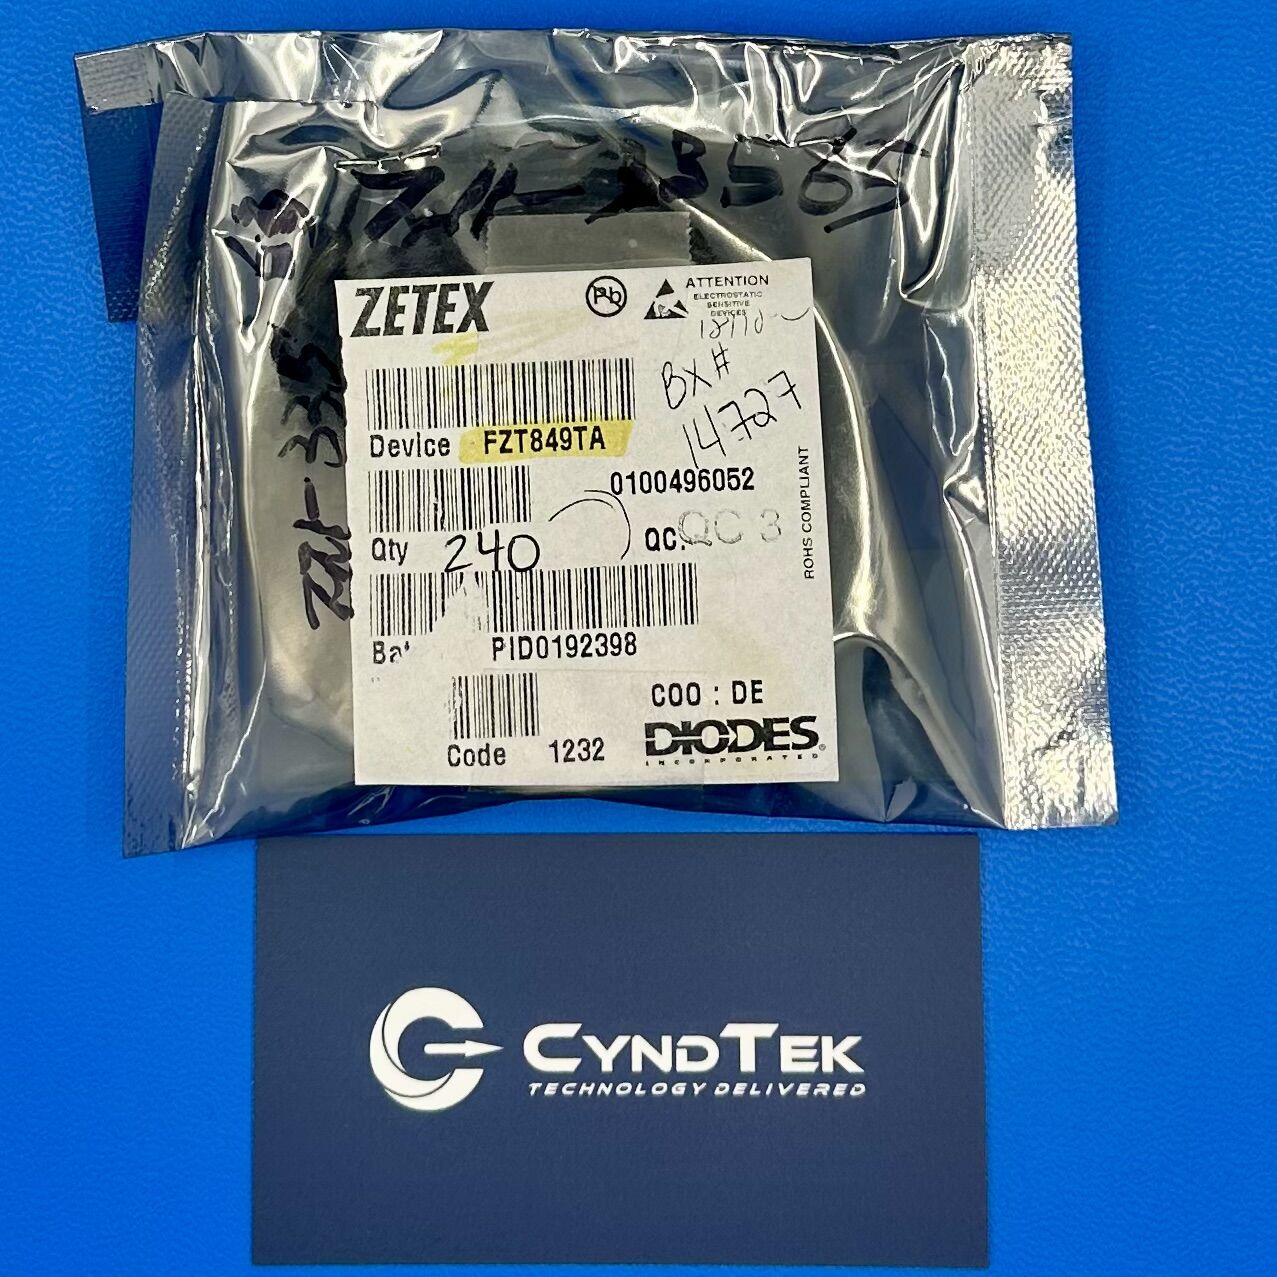 ZETEX
Pb
ATTENTION
ELECTROSTATIC
SENSITIVE
DEVICES
BX#
14727
Device FZT849TA
0100496052
Qty 240
QC. QC 3
ROHS COMPLIANT
PID0192398
COO : DE
Code 1232
DIODES
INCORPORATED
CYNDTEK
TECHNOLOGY DELIVERED